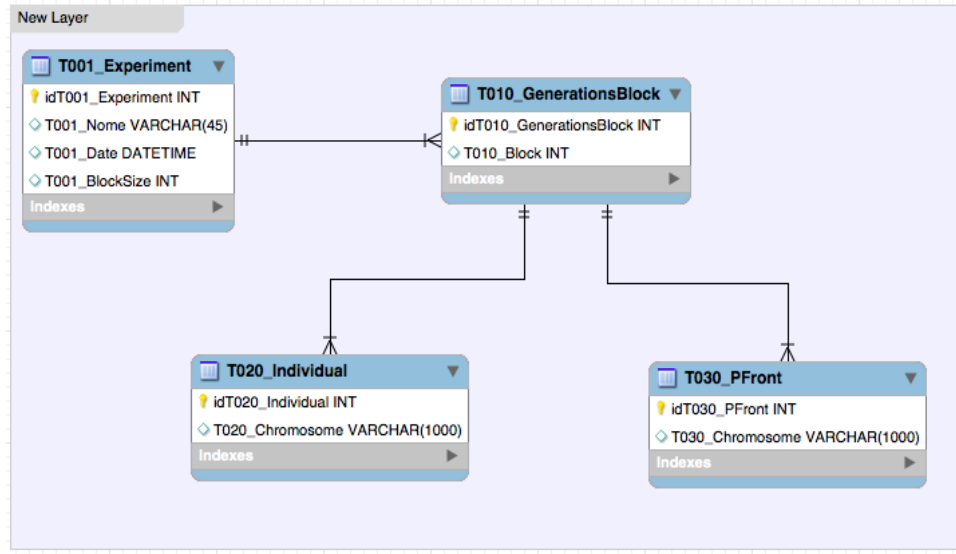 New Layer
T001_Experiment
idT001_Experiment INT
T001_Nome VARCHAR(45)
T001_Date DATETIME
T001_BlockSize INT
Indexes
T010_GenerationsBlock
idT010_GenerationsBlock INT
T010_Block INT
Indexes
T020_Individual
idT020_Individual INT
T020_Chromosome VARCHAR(1000)
Indexes
T030_PFront
idT030_PFront INT
T030_Chromosome VARCHAR(1000)
Indexes